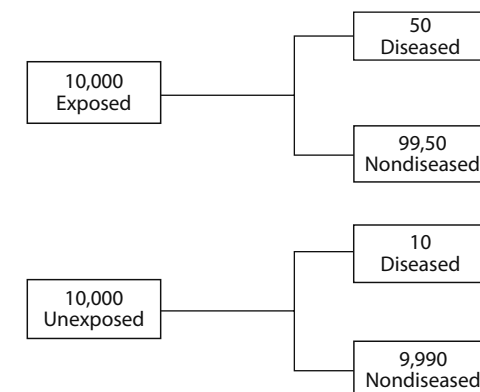 50
Diseased
10,000
Exposed
99,50
Nondiseased
10
Diseased
10,000
Unexposed
9,990
Nondiseased